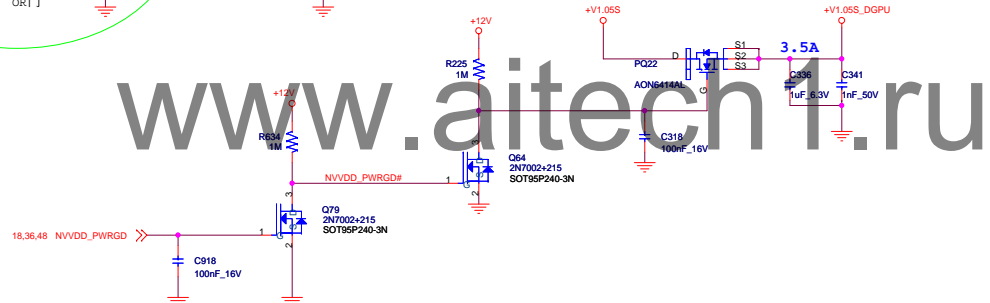 ORT]
+12V
+V1.05S
+V1.05S_DGPU
R225
1M
PQ22
AON6414AL
D
G
S1
S2
S3
3.5A
C336
1uF_6.3V
C341
1nF_50V
www.aitech1.ru
+12V
R634
1M
C318
100nF_16V
NVVDD_PWRGD#
1
3
2
G
D
S
Q64
2N7002+215
SOT95P240-3N
18,36,48 NVVDD_PWRGD
1
3
2
G
D
S
Q79
2N7002+215
SOT95P240-3N
C918
100nF_16V